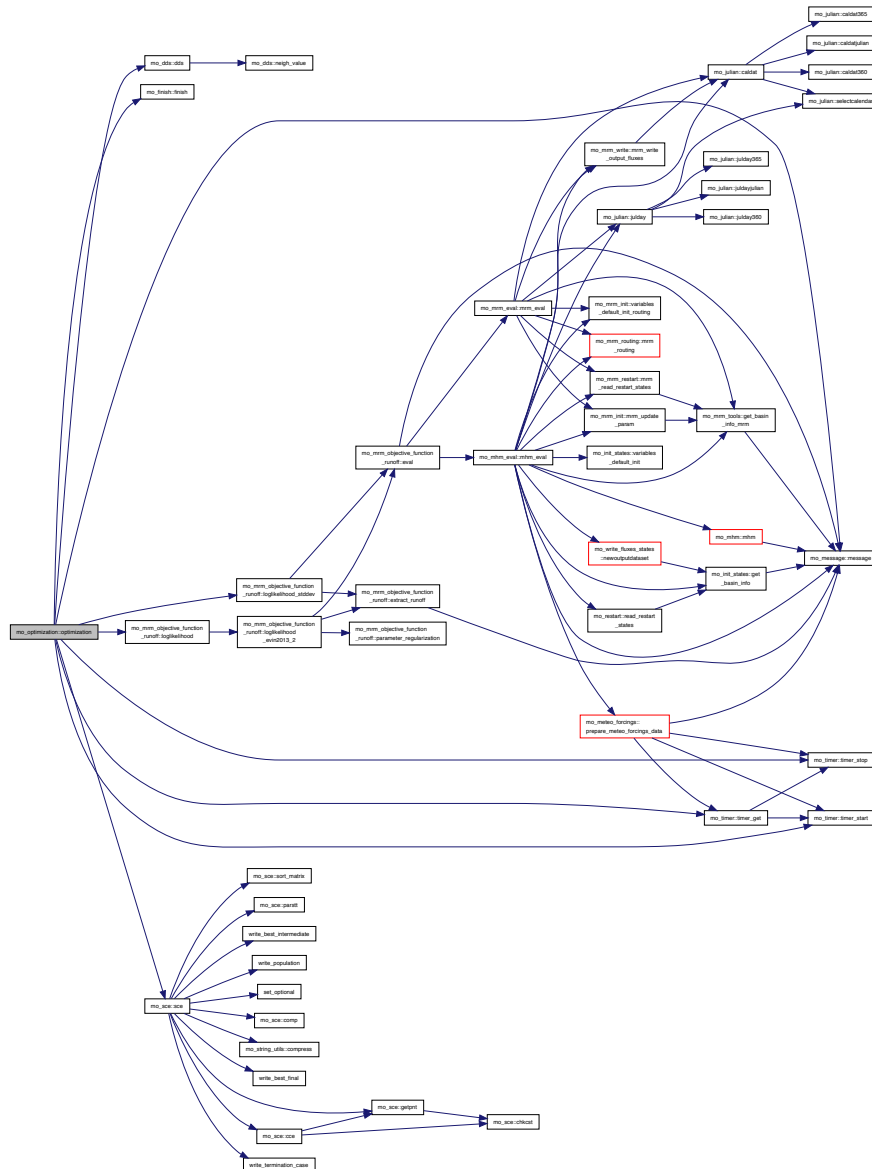 mo_julian::caldat365
mo_dds::dds
mo_dds::neigh_value
mo_julian::caldatjulian
mo_julian::caldat
mo_julian::caldat360
mo_finish::finish
mo_julian::selectcalendar
mo_mrm_write::mrm_write
_output_fluxes
mo_julian::julday365
mo_julian::juldayjulian
mo_julian::julday
mo_julian::julday360
mo_mrm_eval::mrm_eval
mo_mrm_init::variables
_default_init_routing
mo_mrm_routing::mrm
_routing
mo_mrm_restart::mrm
_read_restart_states
mo_mrm_init::mrm_update
_param
mo_mrm_tools::get_basin
_info_mrm
mo_mrm_objective_function
_runoff::eval
mo_mhm_eval::mhm_eval
mo_init_states::variables
_default_init
mo_mhm::mhm
mo_write_fluxes_states
::newoutputdataset
mo_message::message
mo_init_states::get
_basin_info
mo_mrm_objective_function
_runoff::loglikelihood_stddev
mo_mrm_objective_function
_runoff::extract_runoff
mo_restart::read_restart
_states
mo_optimization::optimization
mo_mrm_objective_function
_runoff::loglikelihood
mo_mrm_objective_function
_runoff::loglikelihood
_evin2013_2
mo_mrm_objective_function
_runoff::parameter_regularization
mo_meteo_forcings::
prepare_meteo_forcings_data
mo_timer::timer_stop
mo_timer::timer_get
mo_timer::timer_start
mo_sce::sort_matrix
mo_sce::parstt
write_best_intermediate
write_population
set_optional
mo_sce::sce
mo_sce::comp
mo_string_utils::compress
write_best_final
mo_sce::getpnt
mo_sce::chkcst
mo_sce::cce
write_termination_case